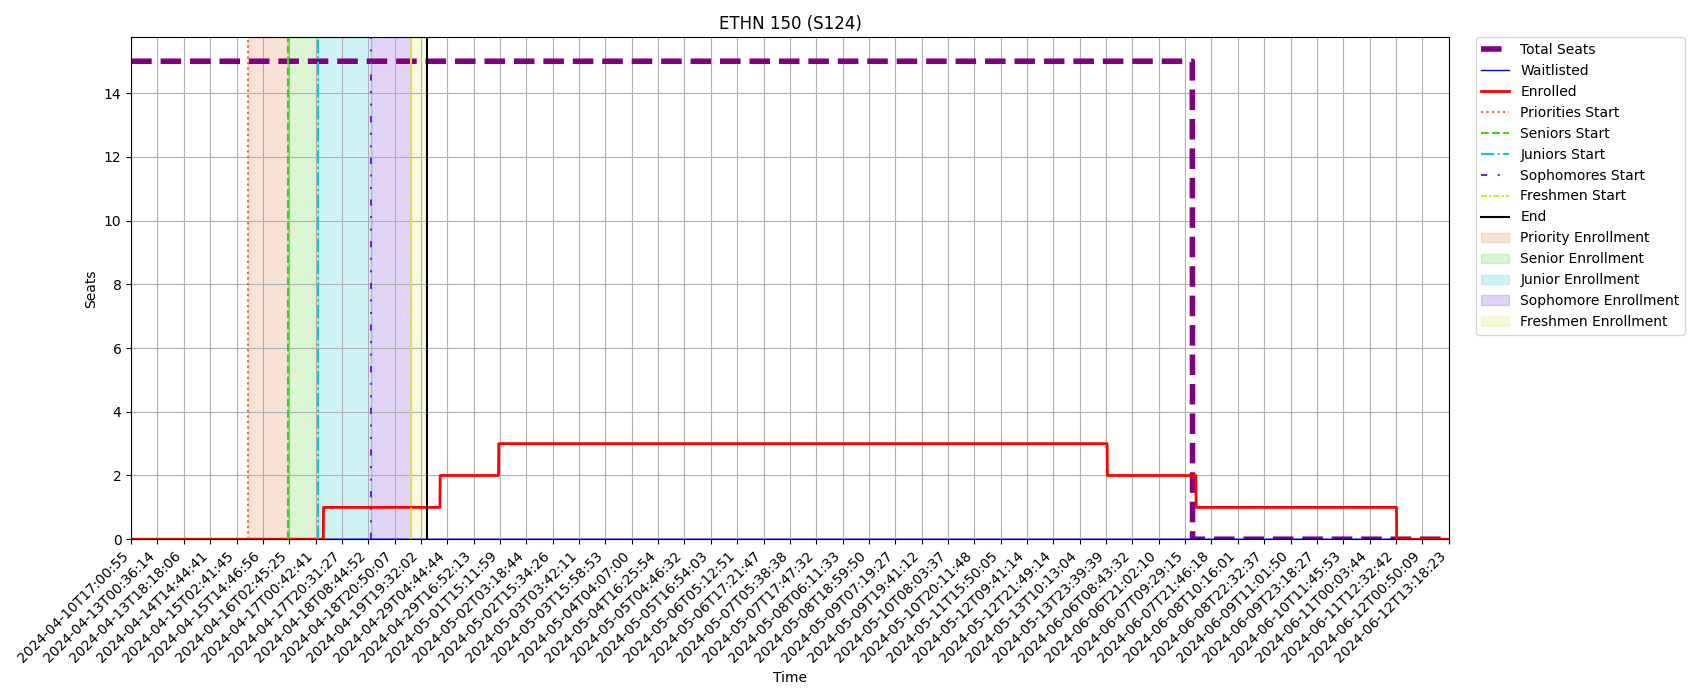 ETHN 150 (S124)
Seats
14
12
10
8
6
4
2
0
2024-04-10T17:00:55
2024-04-13T00:36:14
2024-04-13T13:18:06
2024-04-14T14:44:41
2024-04-15T02:41:45
2024-04-15T14:46:56
2024-04-16T02:45:25
2024-04-17T00:42:41
2024-04-17T20:31:27
2024-04-18T08:44:52
2024-04-18T20:50:07
2024-04-19T19:32:02
2024-04-29T04:44:44
2024-04-29T16:52:13
2024-05-01T15:11:59
2024-05-02T03:18:44
2024-05-02T15:34:26
2024-05-03T03:42:11
2024-05-03T15:58:53
2024-05-04T04:07:00
2024-05-04T16:25:54
2024-05-05T04:46:32
2024-05-05T16:54:03
2024-05-06T05:12:51
2024-05-06T17:21:47
2024-05-07T05:38:38
2024-05-07T17:47:32
2024-05-08T06:11:33
2024-05-08T18:59:50
2024-05-09T07:19:27
2024-05-09T19:41:12
2024-05-10T08:03:37
2024-05-10T20:11:48
2024-05-11T15:50:05
2024-05-12T09:41:14
2024-05-12T21:49:14
2024-05-13T10:13:04
2024-05-13T23:39:39
2024-06-06T08:43:32
2024-06-06T21:02:10
2024-06-07T09:29:15
2024-06-07T21:46:18
2024-06-08T10:16:01
2024-06-08T22:32:37
2024-06-09T11:01:50
2024-06-09T23:18:27
2024-06-10T11:45:53
2024-06-11T00:03:44
2024-06-11T12:32:42
2024-06-12T00:50:09
2024-06-12T13:18:23
Time
Total Seats
Waitlisted
Enrolled
Priorities Start
Seniors Start
Juniors Start
Sophomores Start
Freshmen Start
End
Priority Enrollment
Senior Enrollment
Junior Enrollment
Sophomore Enrollment
Freshmen Enrollment